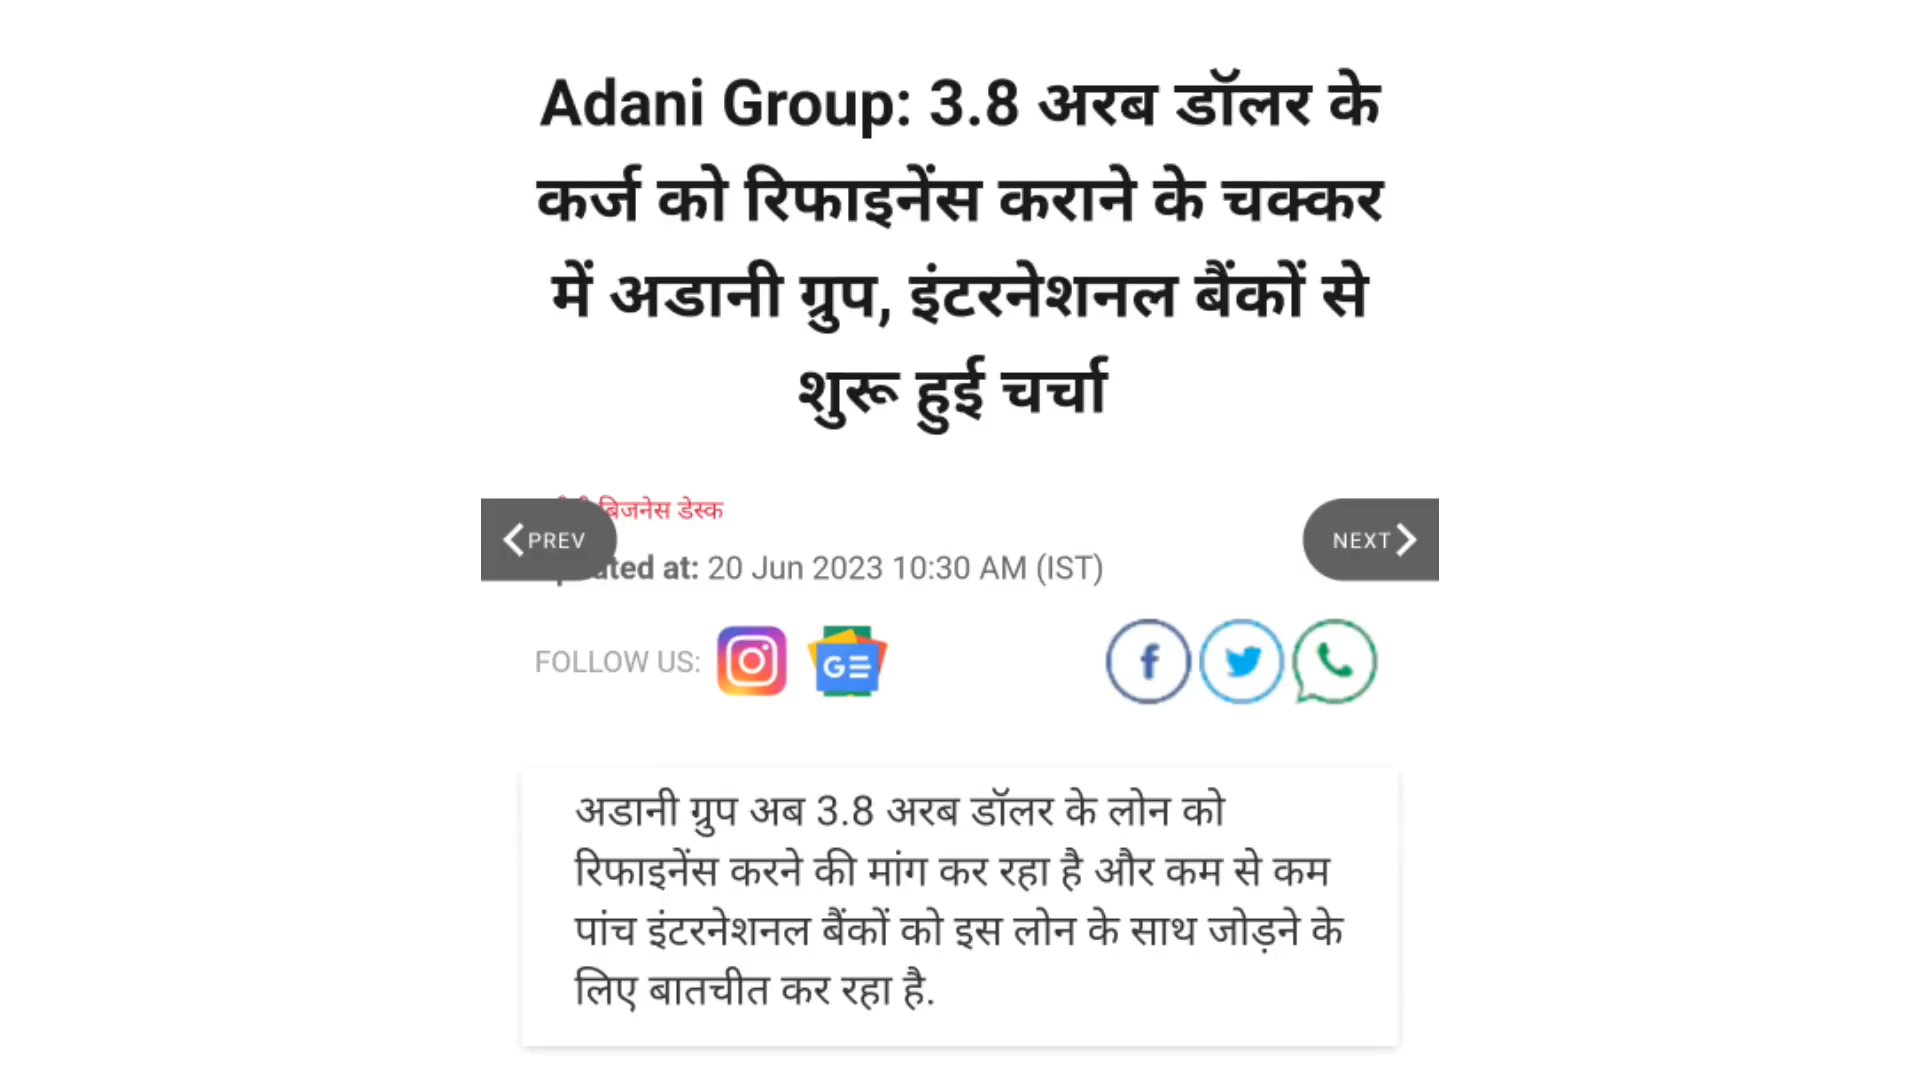 Adani Group: 3.8 अरब डॉलर के
कर्ज को रिफाइनेंस कराने के चक्कर
में अडानी ग्रुप, इंटरनेशनल बैंकों से
शुरू हुई चर्चा
बिजनेस डेस्क
PREV
NEXT
at: 20 Jun 2023 10:30 AM (IST)
FOLLOW US:
अडानी ग्रुप अब 3.8 अरब डॉलर के लोन को
रिफाइनेंस करने की मांग कर रहा है और कम से कम
पांच इंटरनेशनल बैंकों को इस लोन के साथ जोड़ने के
लिए बातचीत कर रहा है.